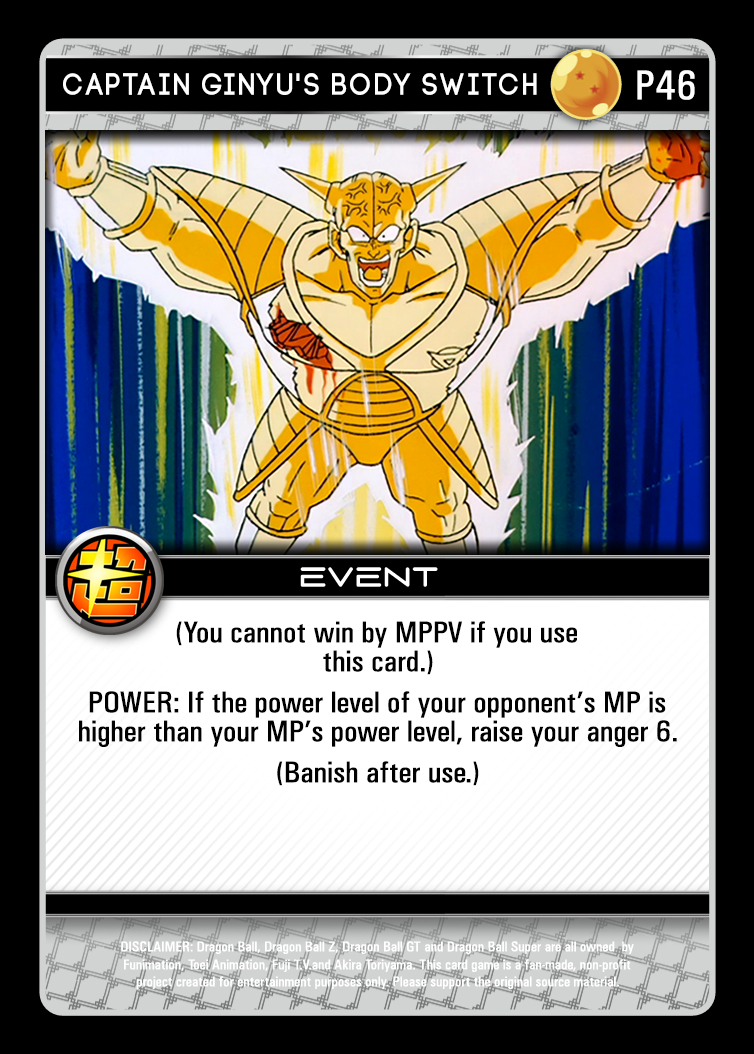 CAPTAIN GINYU'S BODY SWITCH P46
EVENT
(You cannot win by MPPV if you use
this card.)
POWER: If the power level of your opponent's MP is
higher than your MP's power level, raise your anger 6.
(Banish after use.)
DISCLAIMER: Dragon Ball, Dragon Ball Z, Dragon Ball GT and Dragon Ball Super are all owned by
Funimation, Toei Animation, Fuji T.V.and Akira Toriyama. This card game is a fan-made, non-profit
project created for entertainment purposes only. Please support the original source material.